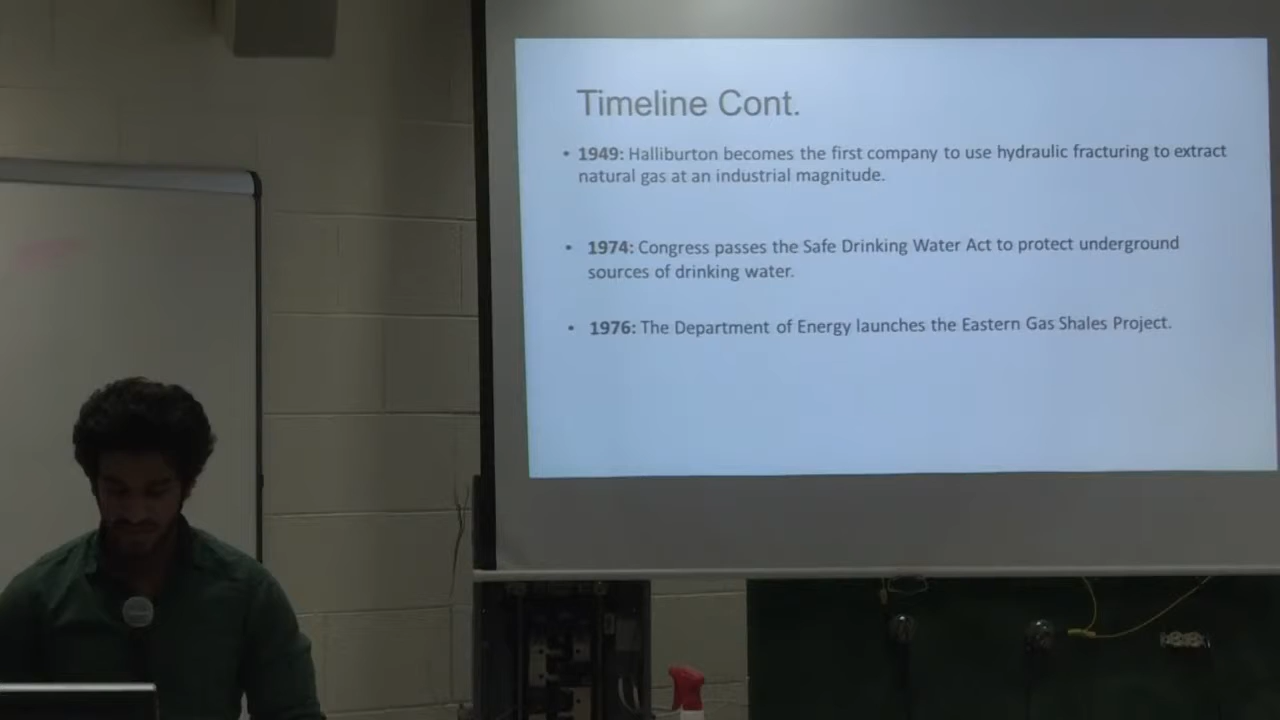 Timeline Cont.
• 1949: Halliburton becomes the first company to use hydraulic fracturing to extract
natural gas at an industrial magnitude.
• 1974: Congress passes the Safe Drinking Water Act to protect underground
sources of drinking water.
• 1976: The Department of Energy launches the Eastern Gas Shales Project.